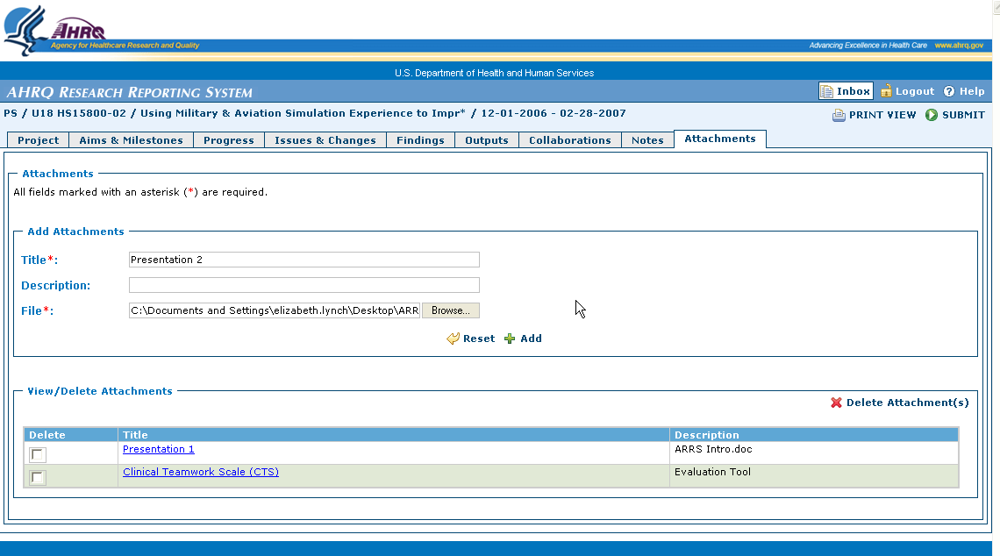 AHRQ
Agency for Healthcare Research and Quality
Advancing Excellence in Health Care www.ahrq.gov
U.S. Department of Health and Human Services
AHRQ RESEARCH REPORTING SYSTEM
Inbox Logout ? Help
PS / U18 HS15800-02 / Using Military & Aviation Simulation Experience to Impr* / 12-01-2006 - 02-28-2007
PRINT VIEW SUBMIT
Project Aims & Milestones Progress Issues & Changes Findings Outputs Collaborations Notes Attachments
Attachments
All fields marked with an asterisk (*) are required.
Add Attachments
Title*: Presentation 2
Description:
File*: C:\Documents and Settings\elizabeth.lynch\Desktop\ARR Browse...
Reset Add
View/Delete Attachments
Delete Attachment(s)
Delete Title Description
Presentation 1 ARRS Intro.doc
Clinical Teamwork Scale (CTS) Evaluation Tool